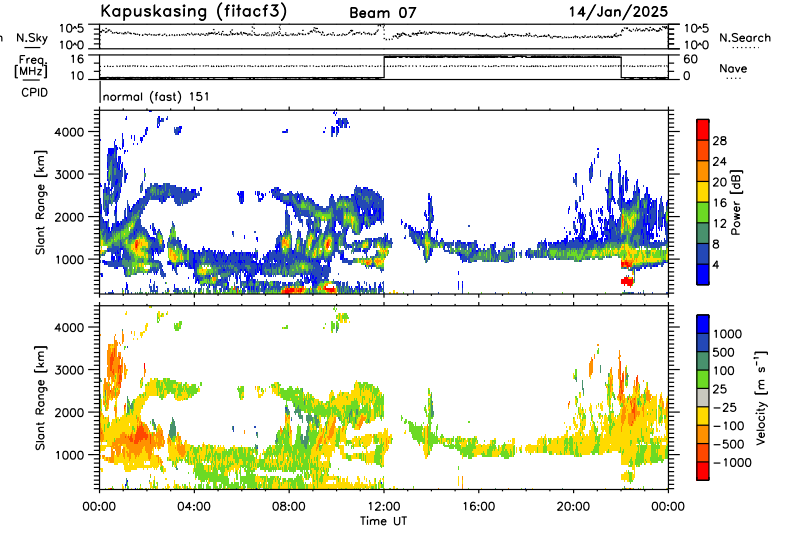 Kapuskasing (fitacf3)
Beam 07
14/Jan/2025
N.Sky
10^5
10^0
10^5
10^0
N.Search
Freq.
[MHz]
16
10
60
0
Nave
CPID
normal (fast) 151
Slant Range [km]
4000
3000
2000
1000
28
24
20
16
12
8
4
Power [dB]
Slant Range [km]
4000
3000
2000
1000
1000
500
100
25
-25
-100
-500
-1000
Velocity [m s⁻¹]
00:00 04:00 08:00 12:00 16:00 20:00 00:00
Time UT